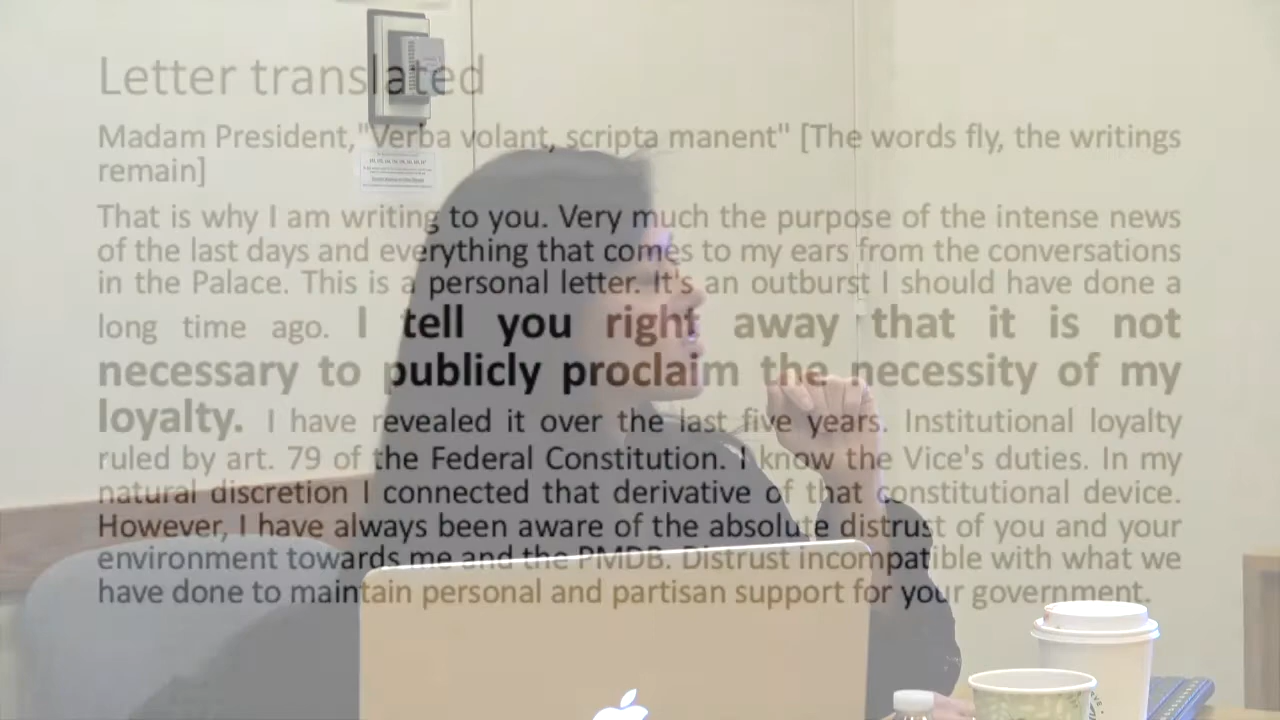 Letter translated
Madam President,"Verba volant, scripta manent" [The words fly, the writings
remain]
That is why I am writing to you. Very much the purpose of the intense news
of the last days and everything that comes to my ears from the conversations
in the Palace. This is a personal letter. It's an outburst I should have done a
long time ago. I tell you right away that it is not
necessary to publicly proclaim the necessity of my
loyalty. I have revealed it over the last five years. Institutional loyalty
ruled by art. 79 of the Federal Constitution. I know the Vice's duties. In my
natural discretion I connected that derivative of that constitutional device.
However, I have always been aware of the absolute distrust of you and your
environment towards me and the PMDB. Distrust incompatible with what we
have done to maintain personal and partisan support for your government.